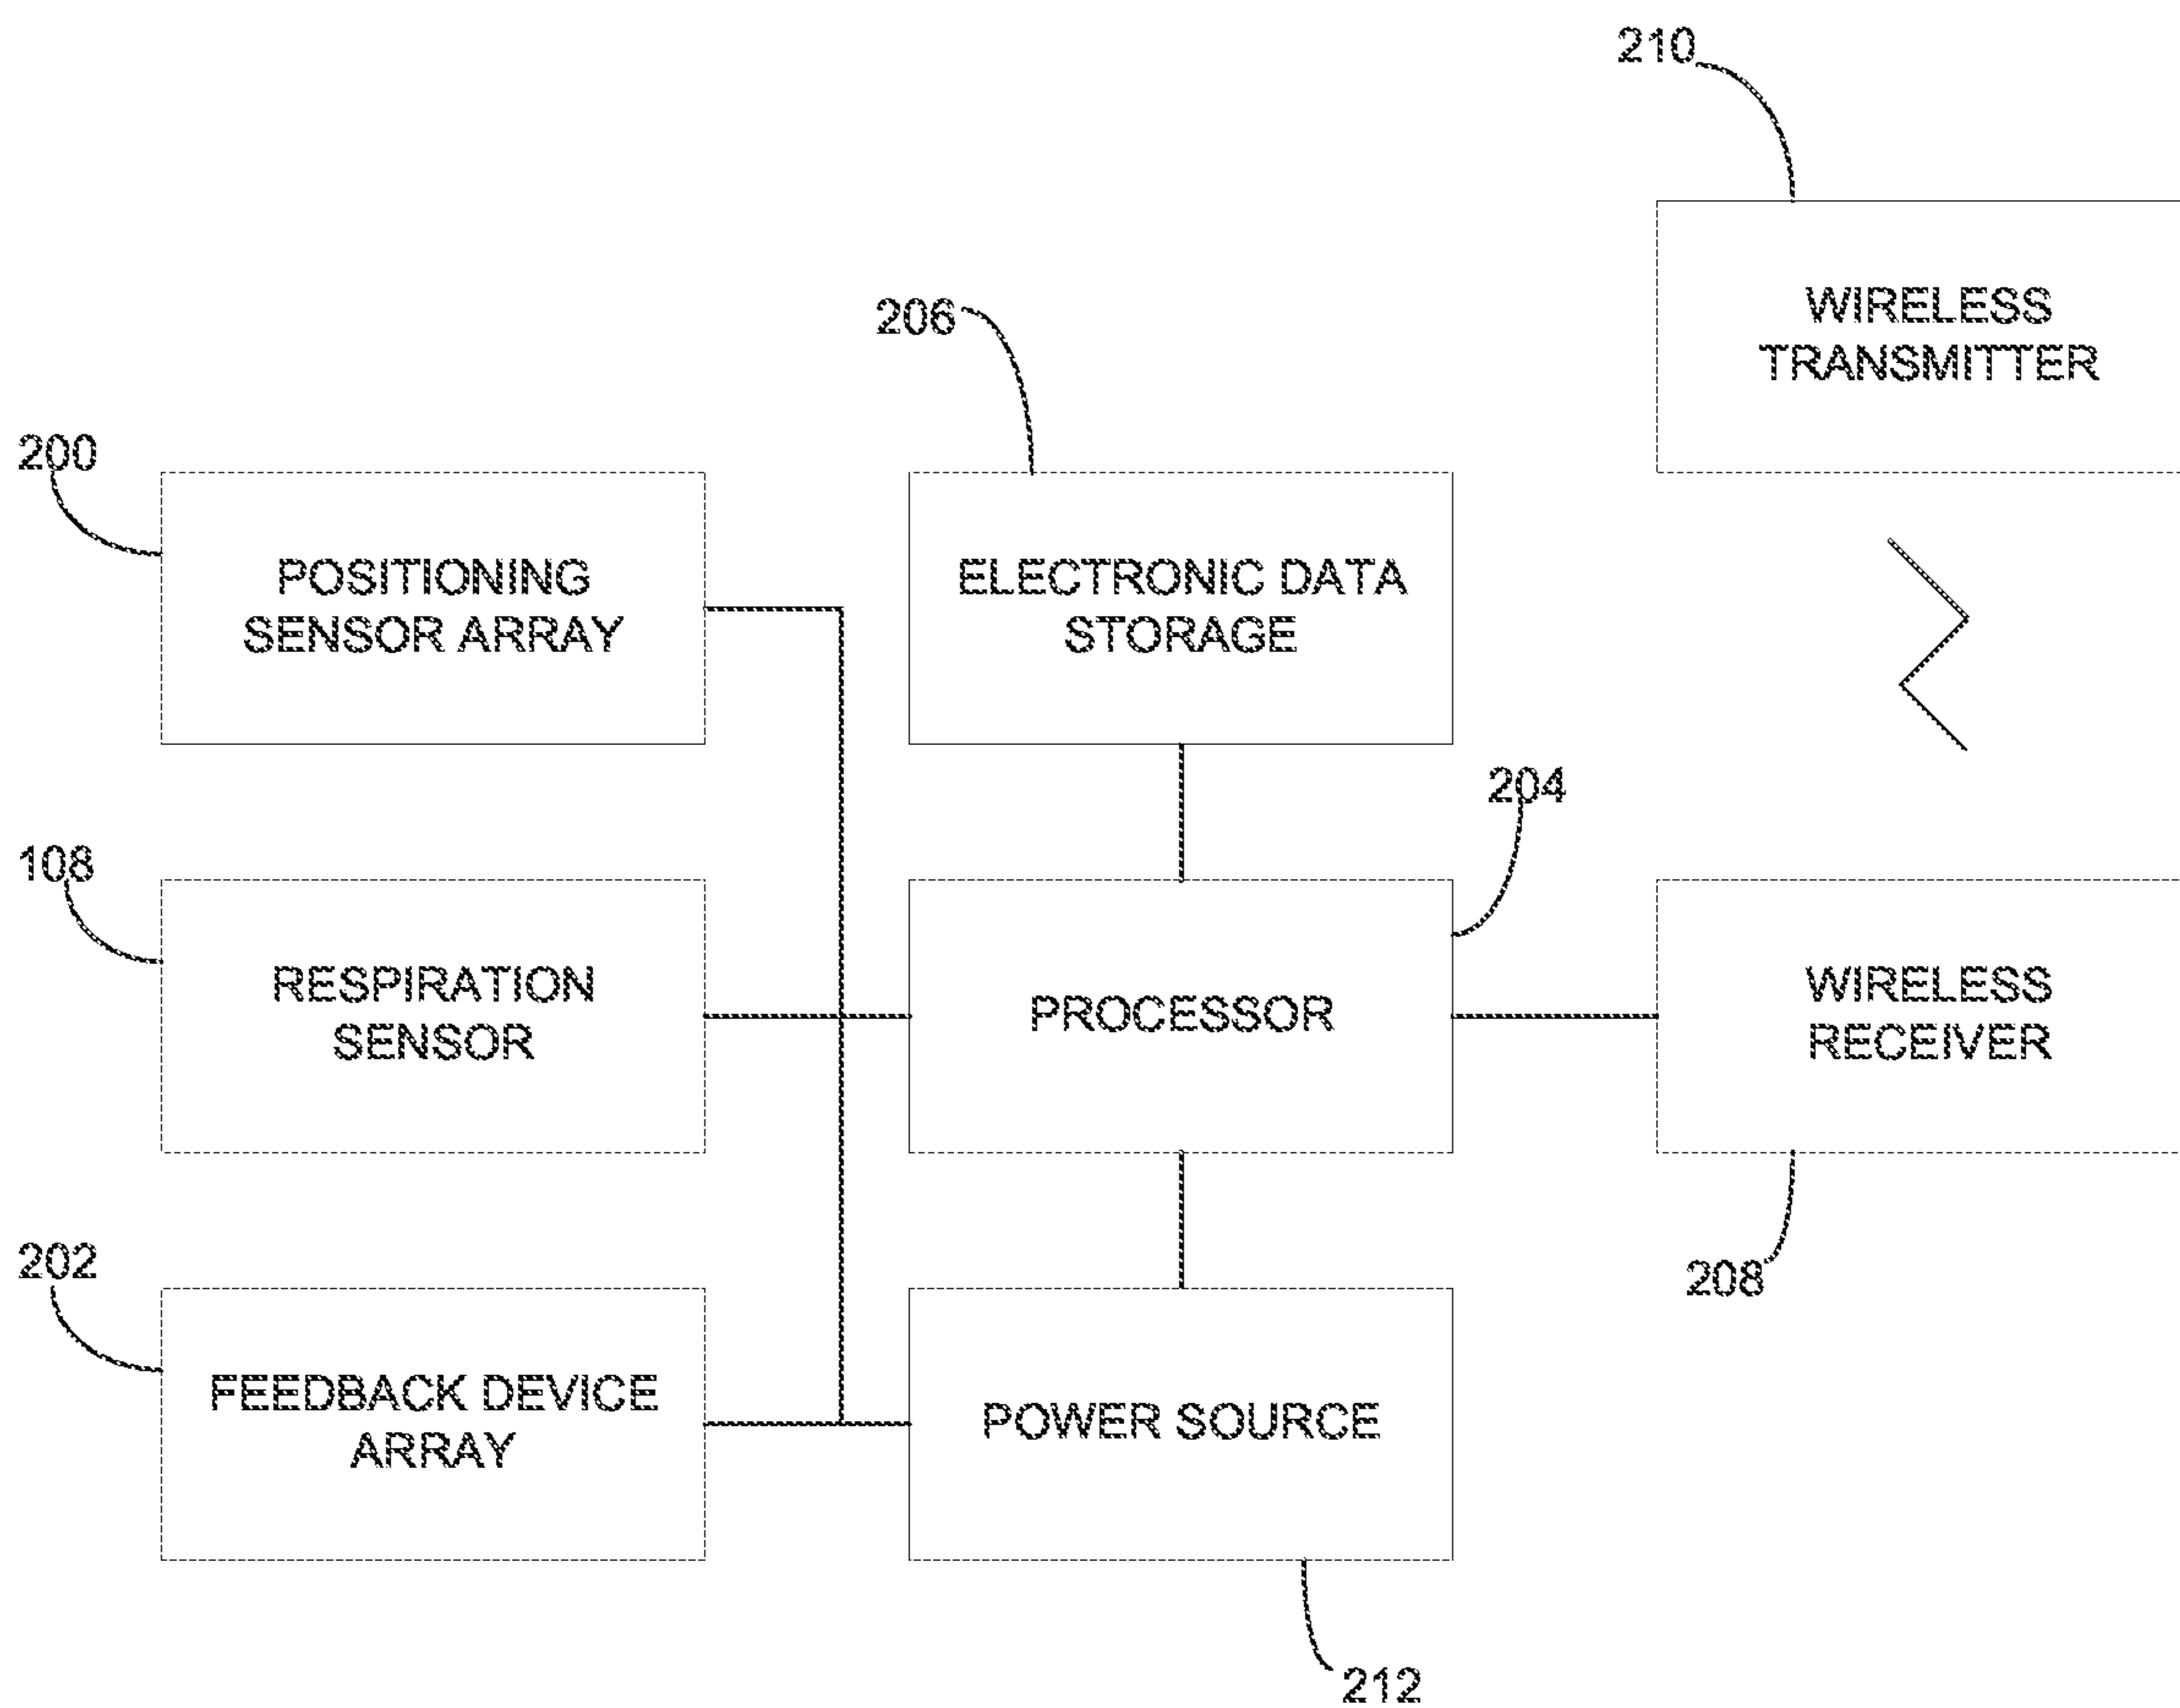 210
WIRELESS
TRANSMITTER
206
200
ELECTRONIC DATA
STORAGE
POSITIONING
SENSOR ARRAY
204
108
RESPIRATION
SENSOR
PROCESSOR
WIRELESS
RECEIVER
202
208
FEEDBACK DEVICE
ARRAY
POWER SOURCE
212